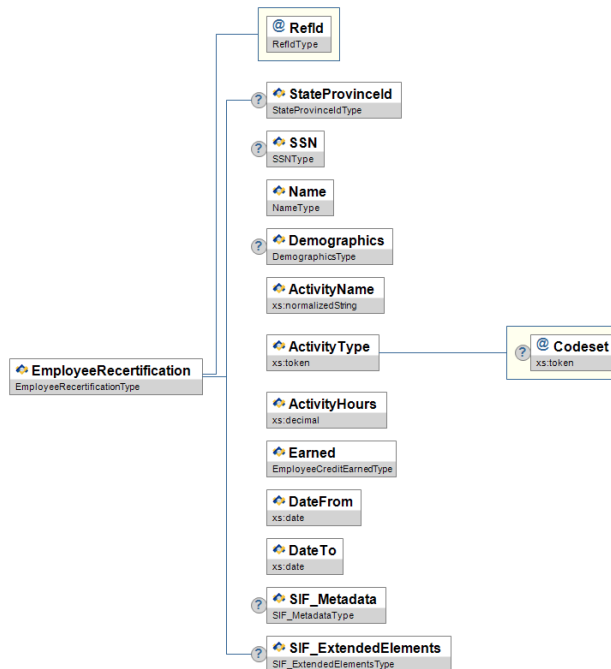 @ RefId
RefIdType
? StateProvinceId
StateProvinceIdType
? SSN
SSNType
Name
NameType
? Demographics
DemographicsType
ActivityName
xs:normalizedString
ActivityType
xs:token
? @ Codeset
xs:token
EmployeeRecertification
EmployeeRecertificationType
ActivityHours
xs:decimal
Earned
EmployeeCreditEarnedType
DateFrom
xs:date
DateTo
xs:date
? SIF_Metadata
SIF_MetadataType
? SIF_ExtendedElements
SIF_ExtendedElementsType